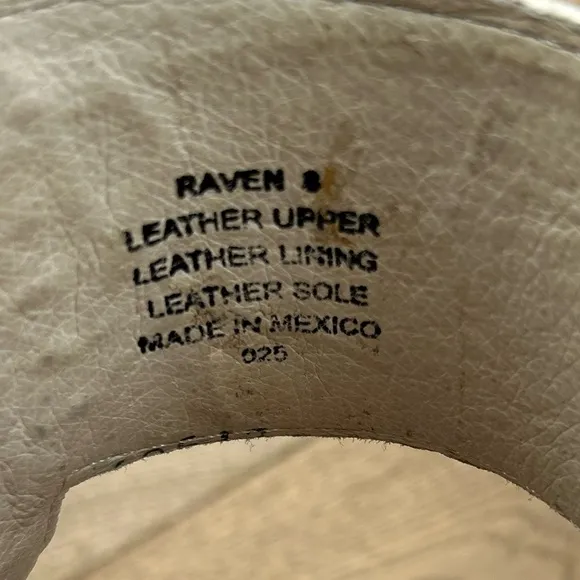 RAVEN 8
LEATHER UPPER
LEATHER LINING
LEATHER SOLE
MADE IN MEXICO
025